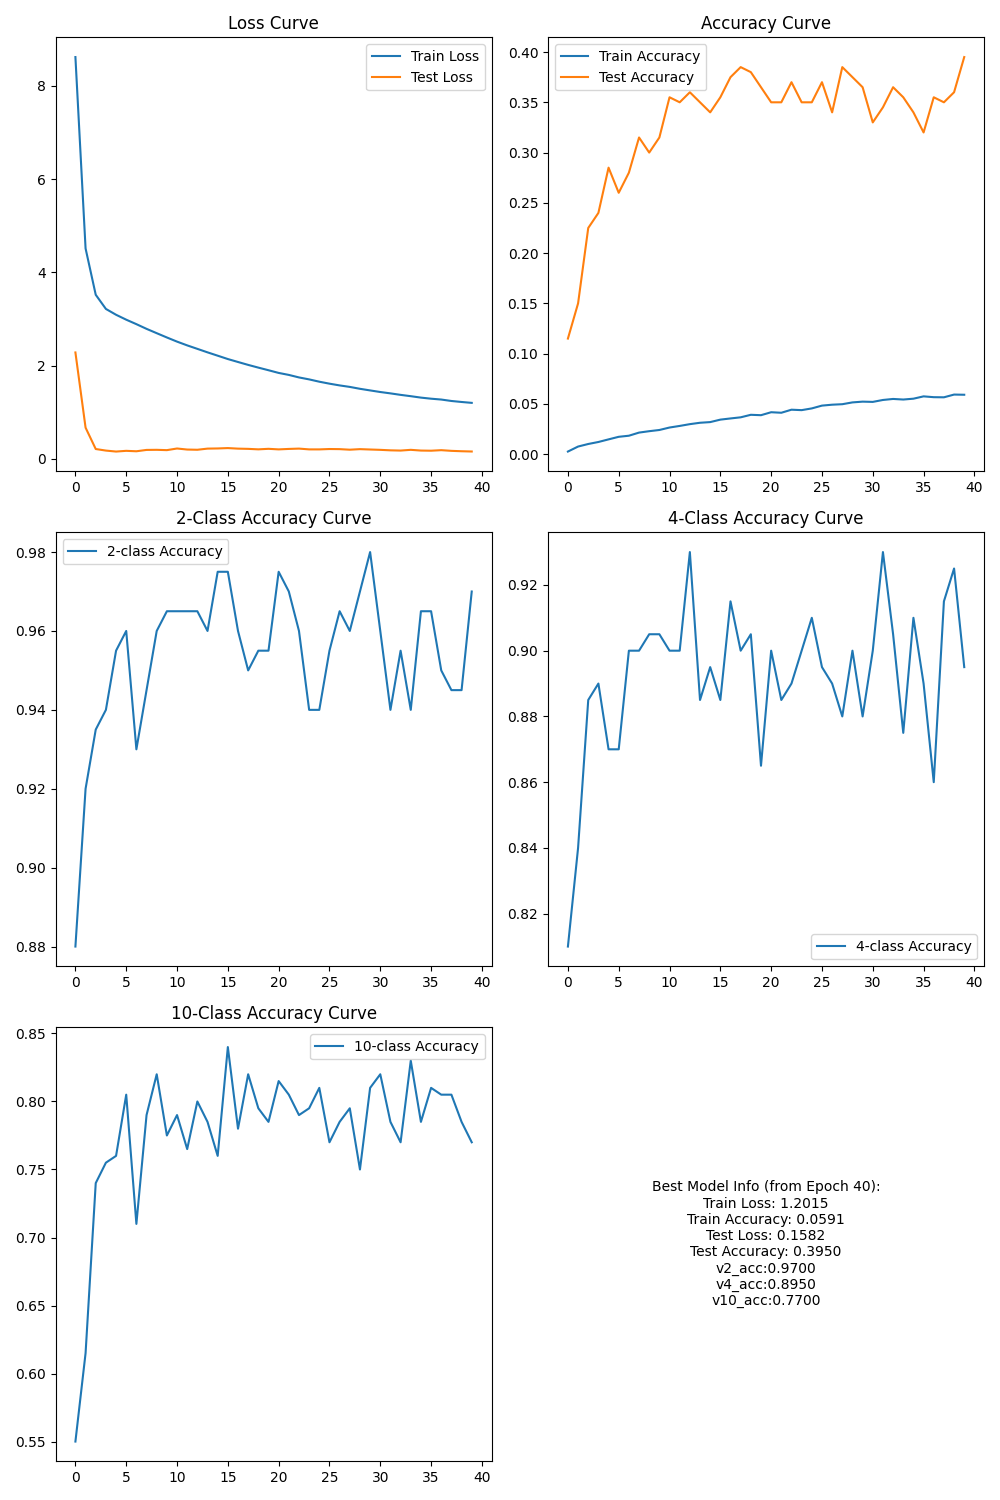 Loss Curve
Train Loss
Test Loss
8
6
4
2
0
0 5 10 15 20 25 30 35 40
Accuracy Curve
Train Accuracy
Test Accuracy
0.40
0.35
0.30
0.25
0.20
0.15
0.10
0.05
0.00
0 5 10 15 20 25 30 35 40
2-Class Accuracy Curve
2-class Accuracy
0.98
0.96
0.94
0.92
0.90
0.88
0 5 10 15 20 25 30 35 40
4-Class Accuracy Curve
0.92
0.90
0.88
0.86
0.84
0.82
4-class Accuracy
0 5 10 15 20 25 30 35 40
10-Class Accuracy Curve
10-class Accuracy
0.85
0.80
0.75
0.70
0.65
0.60
0.55
0 5 10 15 20 25 30 35 40
Best Model Info (from Epoch 40):
Train Loss: 1.2015
Train Accuracy: 0.0591
Test Loss: 0.1582
Test Accuracy: 0.3950
v2_acc:0.9700
v4_acc:0.8950
v10_acc:0.7700